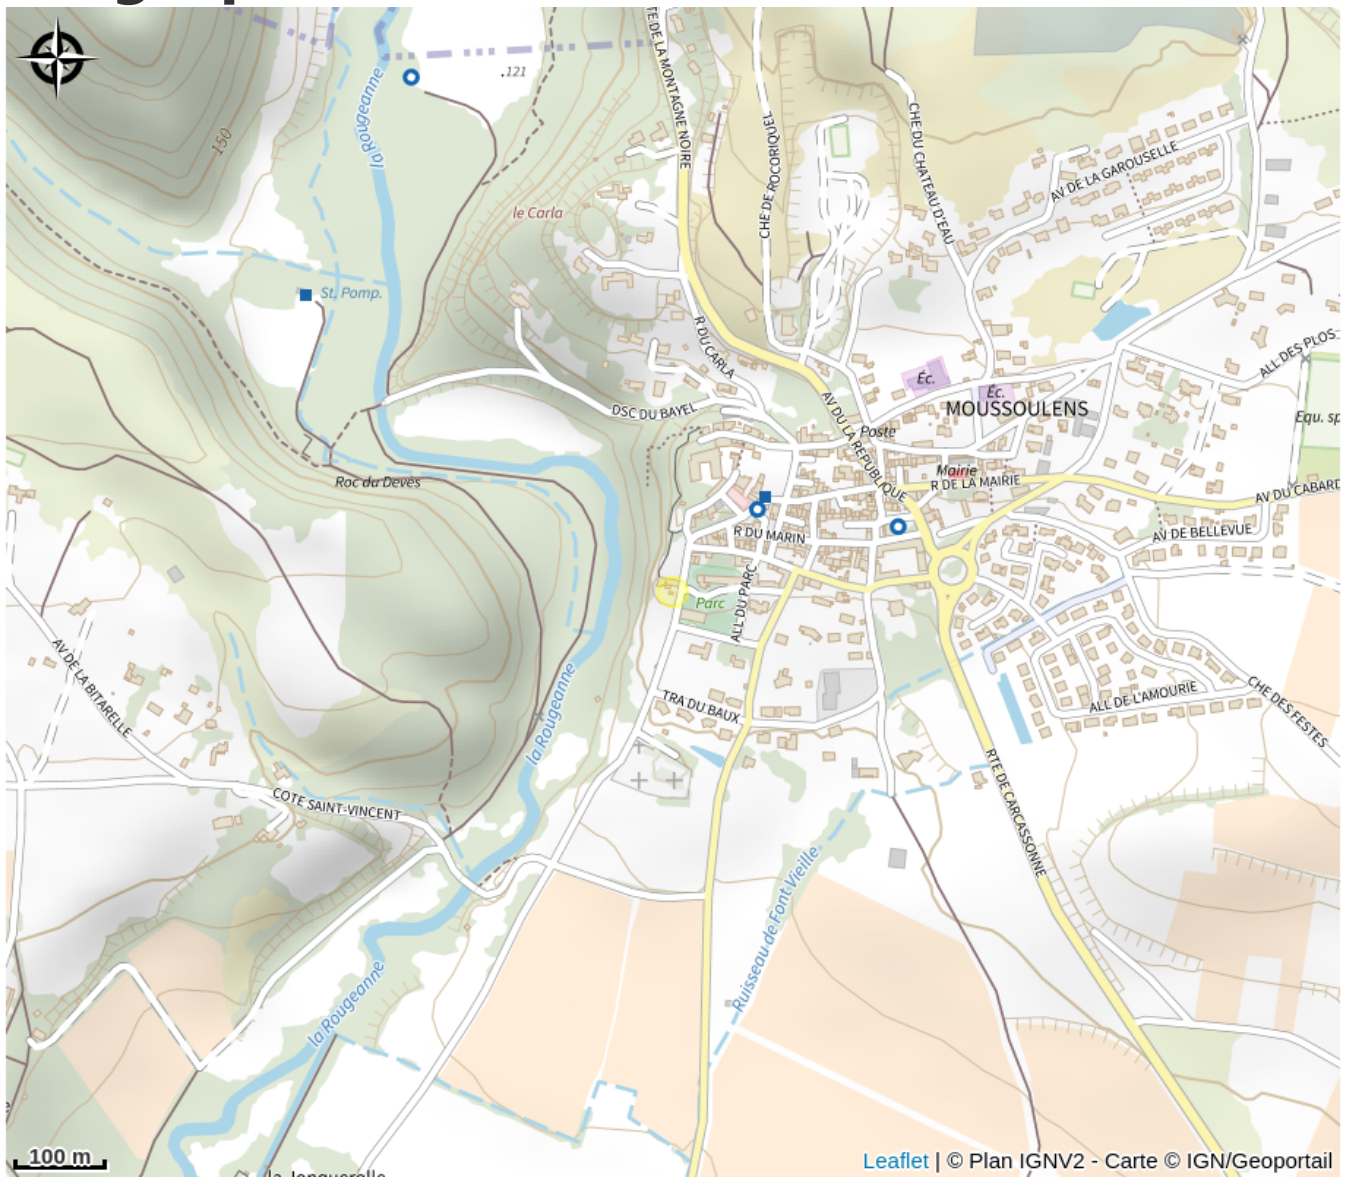 .121
la Rougeanne
TE DE LA MONTAGNE NOIRE
150
CHE DE ROCORIQUEL
CHE DU CHATEAU D'EAU
AV DE LA GAROUSELLE
le Carla
St. Pomp.
R DU CARLA
ALL DES PLOS
Éc.
Éc.
DSC DU BAYEL
AV DU LA REPUBLIQUE
MOUSSOULENS
Equ. sp
Poste
Mairie
R DE LA MAIRIE
Roc du Devès
AV DU CABARD
R DU MARIN
AV DE BELLEVUE
Parc
ALL DU PARC
AV DE LA BITARELLE
la Rougeanne
TRA DU BAUX
ALL DE L'AMOURIE
CHE DES FESTES
COTE SAINT-VINCENT
RTE DE CARCASSONNE
Ruisseau de Font Vieille
la Rougeanne
100 m
la Jonquerolle
Leaflet | © Plan IGNV2 - Carte © IGN/Geoportail